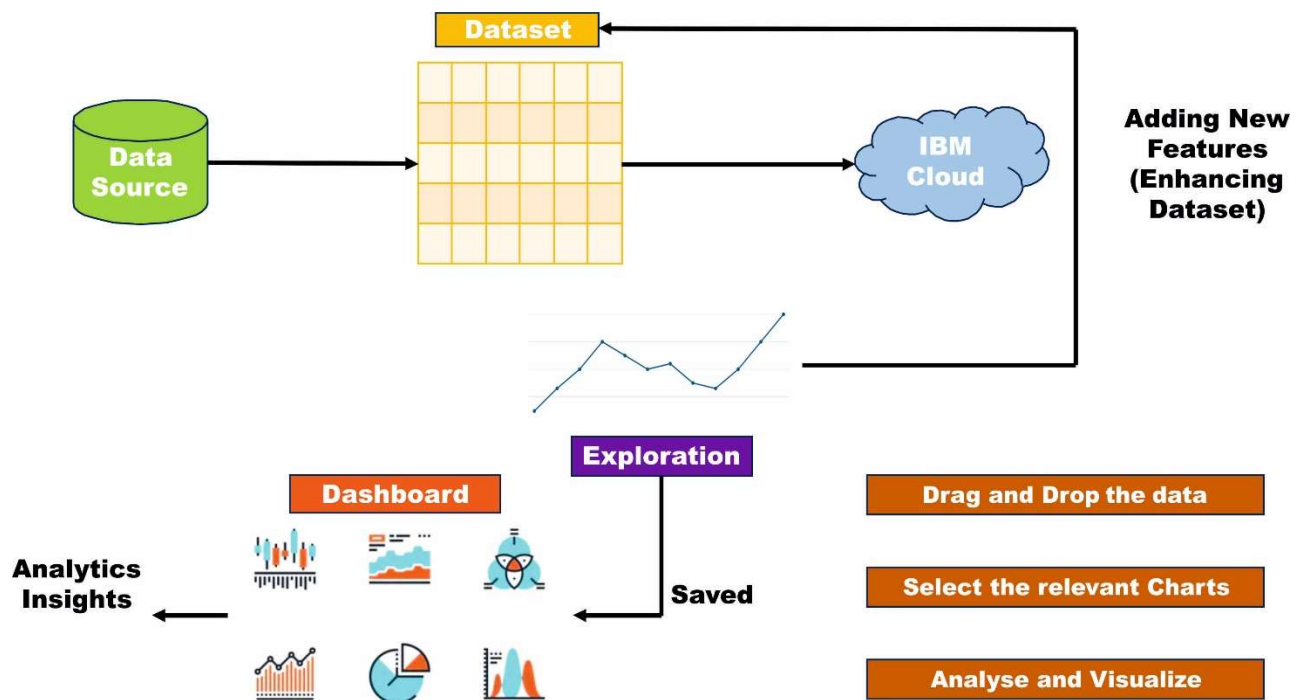 Dataset
Data
Source
IBM
Cloud
Adding New
Features
(Enhancing
Dataset)
Exploration
Dashboard
Drag and Drop the data
Analytics
Insights
Saved
Select the relevant Charts
Analyse and Visualize